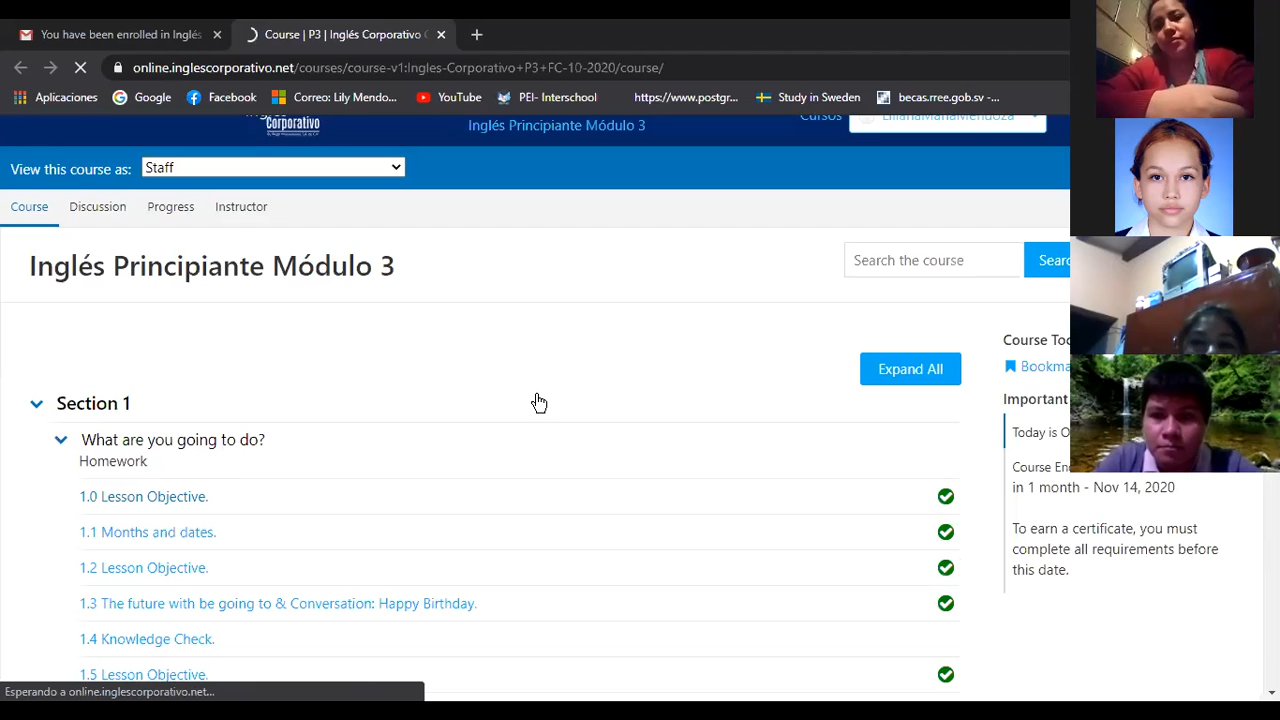 You have been enrolled in Inglés
Course | P3 | Inglés Corporativo
online.inglescorporativo.net/courses/course-v1:Ingles-Corporativo+P3+FC-10-2020/course/
Aplicaciones Google Facebook Correo: Lily Mendo... YouTube PEI- Interschool https://www.postgr... Study in Sweden becas.rree.gob.sv -...
Corporativo Inglés Principiante Módulo 3 Cursos LilianaMariaMendoza
View this course as: Staff
Course Discussion Progress Instructor
Inglés Principiante Módulo 3
Search the course
Expand All
Section 1
What are you going to do?
Homework
1.0 Lesson Objective.
1.1 Months and dates.
1.2 Lesson Objective.
1.3 The future with be going to & Conversation: Happy Birthday.
1.4 Knowledge Check.
1.5 Lesson Objective.
Course
Important
Today is
Course
in 1 month - Nov 14, 2020
To earn a certificate, you must
complete all requirements before
this date.
Esperando a online.inglescorporativo.net...